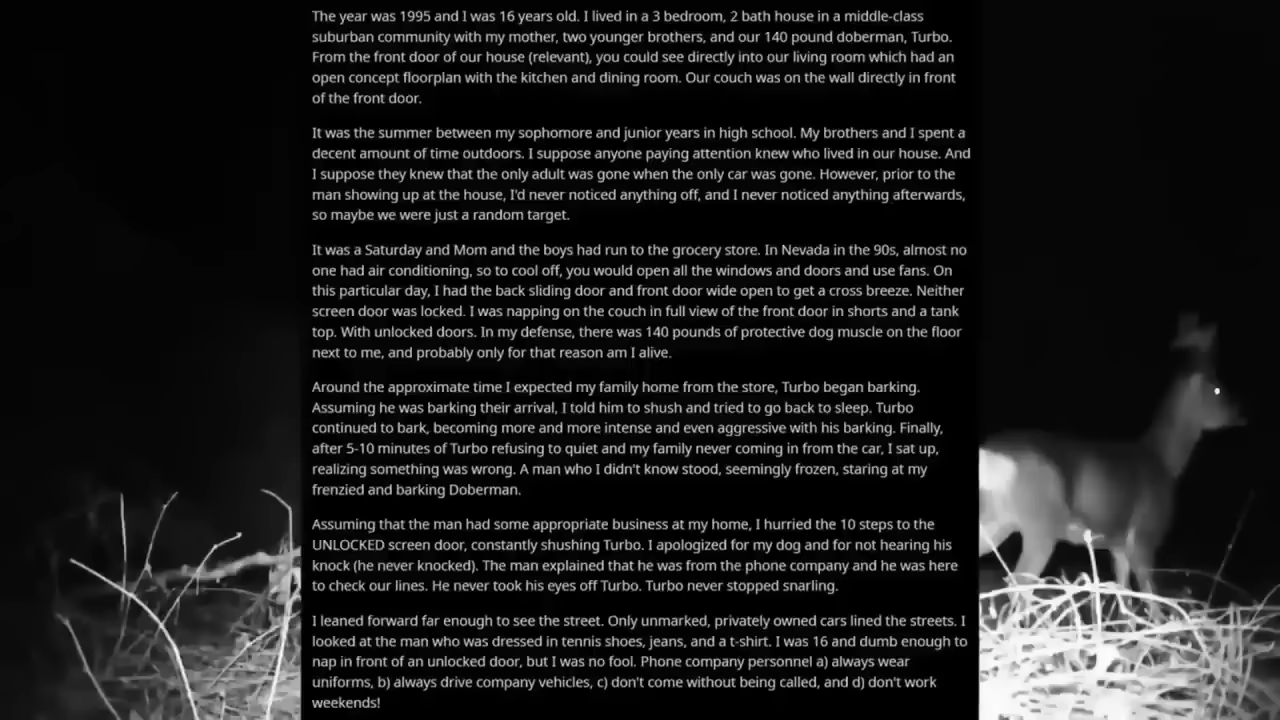 The year was 1995 and I was 16 years old. I lived in a 3 bedroom, 2 bath house in a middle-class
suburban community with my mother, two younger brothers, and our 140 pound doberman, Turbo.
From the front door of our house (relevant), you could see directly into our living room which had an
open concept floorplan with the kitchen and dining room. Our couch was on the wall directly in front
of the front door.
It was the summer between my sophomore and junior years in high school. My brothers and I spent a
decent amount of time outdoors. I suppose anyone paying attention knew who lived in our house. And
I suppose they knew that the only adult was gone when the only car was gone. However, prior to the
man showing up at the house, I'd never noticed anything off, and I never noticed anything afterwards,
so maybe we were just a random target.
It was a Saturday and Mom and the boys had run to the grocery store. In Nevada in the 90s, almost no
one had air conditioning, so to cool off, you would open all the windows and doors and use fans. On
this particular day, I had the back sliding door and front door wide open to get a cross breeze. Neither
screen door was locked. I was napping on the couch in full view of the front door in shorts and a tank
top. With unlocked doors. In my defense, there was 140 pounds of protective dog muscle on the floor
next to me, and probably only for that reason am I alive.
Around the approximate time I expected my family home from the store, Turbo began barking.
Assuming he was barking their arrival, I told him to shush and tried to go back to sleep. Turbo
continued to bark, becoming more and more intense and even aggressive with his barking. Finally,
after 5-10 minutes of Turbo refusing to quiet and my family never coming in from the car, I sat up,
realizing something was wrong. A man who I didn't know stood, seemingly frozen, staring at my
frenzied and barking Doberman.
Assuming that the man had some appropriate business at my home, I hurried the 10 steps to the
UNLOCKED screen door, constantly shushing Turbo. I apologized for my dog and for not hearing his
knock (he never knocked). The man explained that he was from the phone company and he was here
to check our lines. He never took his eyes off Turbo. Turbo never stopped snarling.
I leaned forward far enough to see the street. Only unmarked, privately owned cars lined the streets. I
looked at the man who was dressed in tennis shoes, jeans, and a t-shirt. I was 16 and dumb enough to
nap in front of an unlocked door, but I was no fool. Phone company personnel a) always wear
uniforms, b) always drive company vehicles, c) don't come without being called, and d) don't work
weekends!